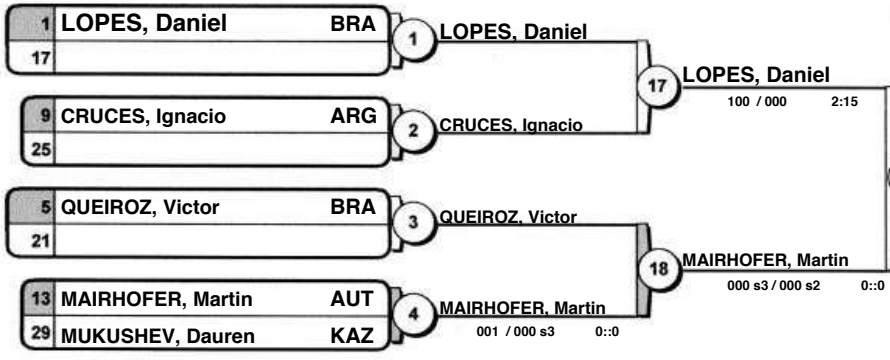 1 LOPES, Daniel BRA
17
1
LOPES, Daniel
9 CRUCES, Ignacio ARG
25
2
CRUCES, Ignacio
17
LOPES, Daniel
100 / 000 2:15
5 QUEIROZ, Victor BRA
21
3
QUEIROZ, Victor
13 MAIRHOFER, Martin AUT
29 MUKUSHEV, Dauren KAZ
4
MAIRHOFER, Martin
001 / 000 s3 0::0
18
MAIRHOFER, Martin
000 s3 / 000 s2 0::0